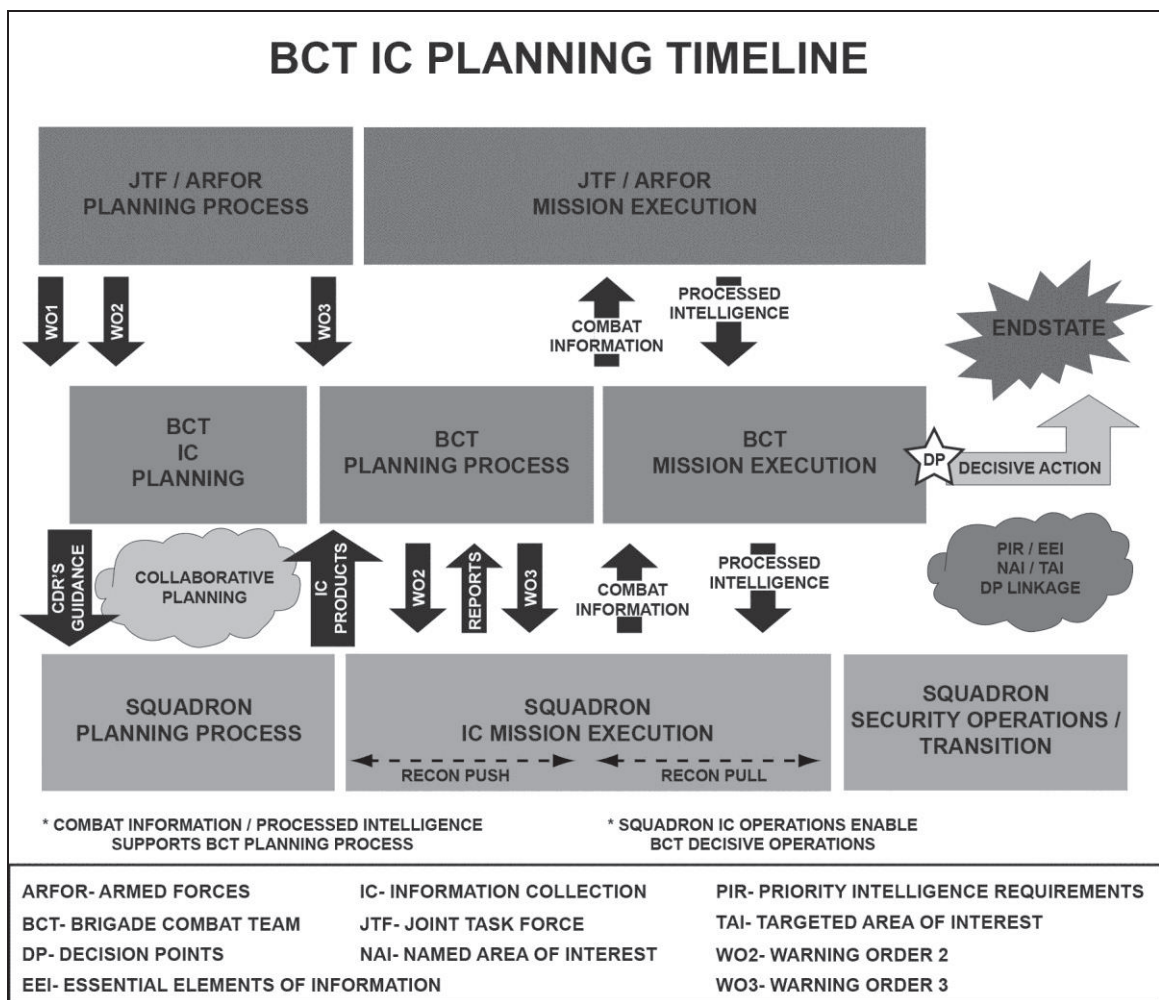 BCT IC PLANNING TIMELINE
JTF / ARFOR
PLANNING PROCESS
JTF / ARFOR
MISSION EXECUTION
WO1
WO2
WO3
COMBAT
INFORMATION
PROCESSED
INTELLIGENCE
ENDSTATE
BCT
IC
PLANNING
BCT
PLANNING PROCESS
BCT
MISSION EXECUTION
DP
DECISIVE ACTION
CDR'S
GUIDANCE
COLLABORATIVE
PLANNING
IC
PRODUCTS
WO2
REPORTS
WO3
COMBAT
INFORMATION
PROCESSED
INTELLIGENCE
PIR / EEI
NAI / TAI
DP LINKAGE
SQUADRON
PLANNING PROCESS
SQUADRON
IC MISSION EXECUTION
RECON PUSH
RECON PULL
SQUADRON
SECURITY OPERATIONS /
TRANSITION
* COMBAT INFORMATION / PROCESSED INTELLIGENCE
SUPPORTS BCT PLANNING PROCESS
* SQUADRON IC OPERATIONS ENABLE
BCT DECISIVE OPERATIONS
ARFOR- ARMED FORCES
BCT- BRIGADE COMBAT TEAM
DP- DECISION POINTS
EEI- ESSENTIAL ELEMENTS OF INFORMATION
IC- INFORMATION COLLECTION
JTF- JOINT TASK FORCE
NAI- NAMED AREA OF INTEREST
PIR- PRIORITY INTELLIGENCE REQUIREMENTS
TAI- TARGETED AREA OF INTEREST
WO2- WARNING ORDER 2
WO3- WARNING ORDER 3